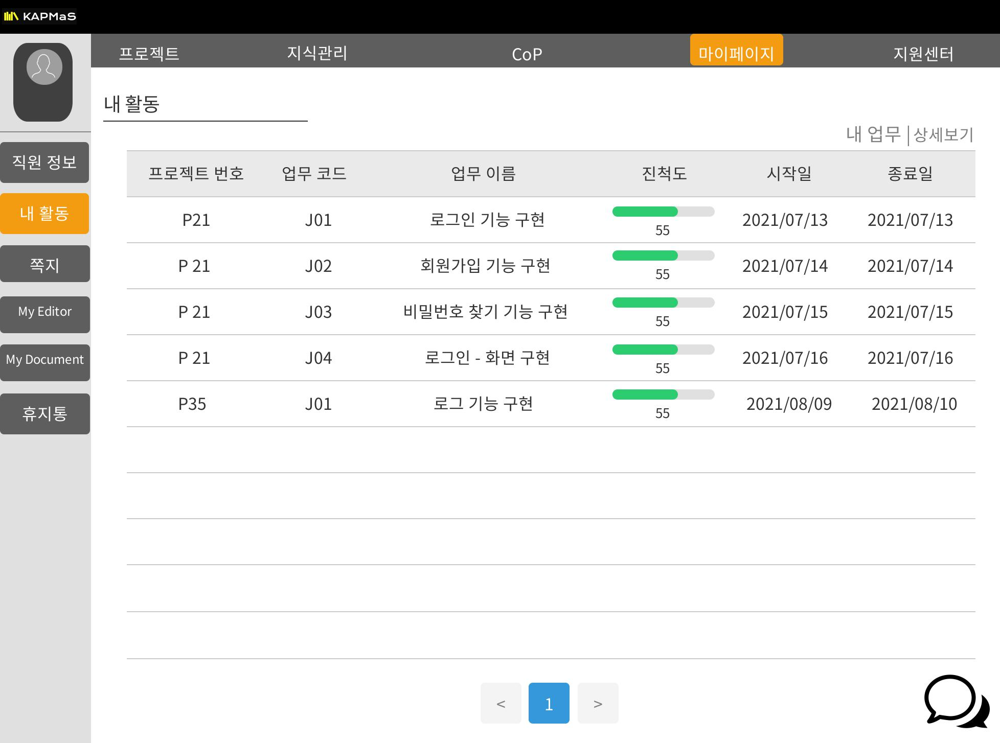 KAPMaS
프로젝트 지식관리 CoP 마이페이지 지원센터
내 활동
내 업무 | 상세보기
직원 정보
내 활동
쪽지
My Editor
My Document
휴지통
프로젝트 번호 업무 코드 업무 이름 진척도 시작일 종료일
P21 J01 로그인 기능 구현 55 2021/07/13 2021/07/13
P 21 J02 회원가입 기능 구현 55 2021/07/14 2021/07/14
P 21 J03 비밀번호 찾기 기능 구현 55 2021/07/15 2021/07/15
P 21 J04 로그인 - 화면 구현 55 2021/07/16 2021/07/16
P35 J01 로그 기능 구현 55 2021/08/09 2021/08/10
< 1 >